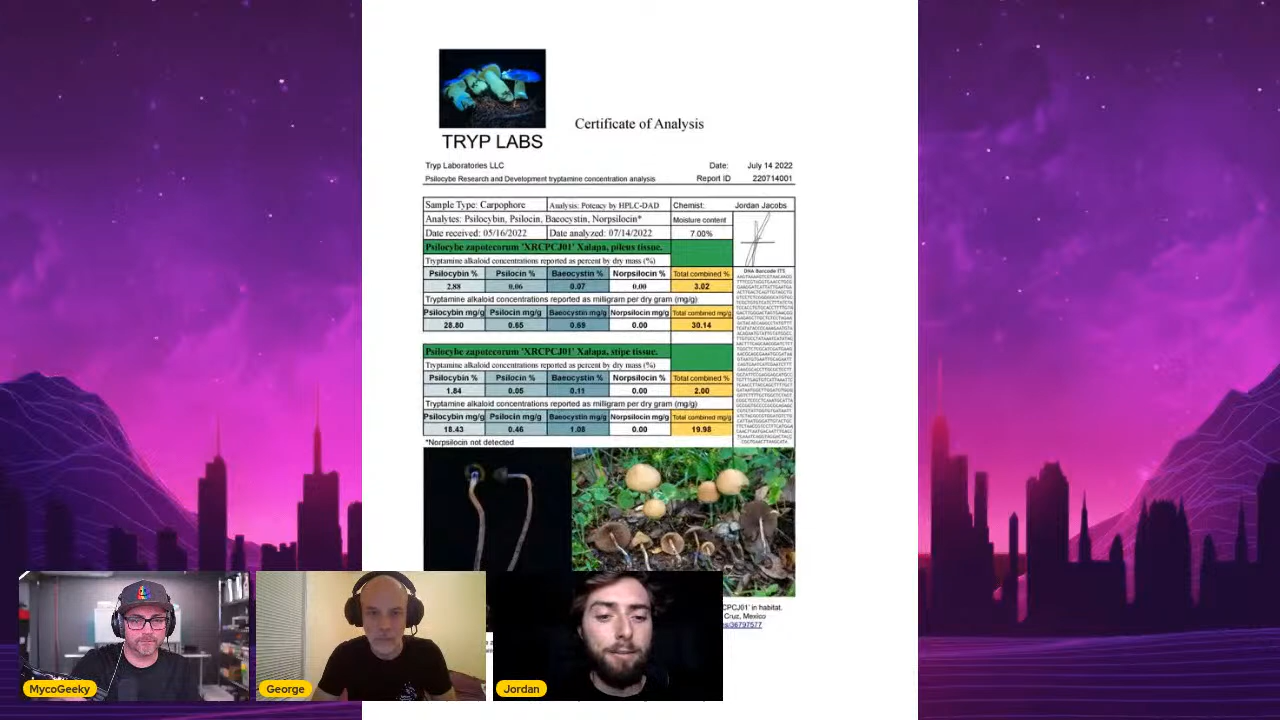 TRYP LABS
Certificate of Analysis
Tryp Laboratories LLC
Date: July 14 2022
Psilocybe Research and Development tryptamine concentration analysis
Report ID 220714001
Sample Type: Carpophore Analysis: Potency by HPLC-DAD Chemist: Jordan Jacobs
Analytes: Psilocybin, Psilocin, Baeocystin, Norpsilocin* Moisture content
Date received: 05/16/2022 Date analyzed: 07/14/2022 7.00%
Psilocybe zapotecorum 'XRCPCJ01' Xalapa, pileus tissue.
Tryptamine alkaloid concentrations reported as percent by dry mass (%)
DNA Barcode ITS
Psilocybin % Psilocin % Baeocystin % Norpsilocin % Total combined %
2.88 0.06 0.07 0.00 3.02
Tryptamine alkaloid concentrations reported as milligram per dry gram (mg/g)
Psilocybin mg/g Psilocin mg/g Baeocystin mg/g Norpsilocin mg/g Total combined mg/g
28.80 0.65 0.69 0.00 30.14
Psilocybe zapotecorum 'XRCPCJ01' Xalapa, stipe tissue.
Tryptamine alkaloid concentrations reported as percent by dry mass (%)
Psilocybin % Psilocin % Baeocystin % Norpsilocin % Total combined %
1.84 0.05 0.11 0.00 2.00
Tryptamine alkaloid concentrations reported as milligram per dry gram (mg/g)
Psilocybin mg/g Psilocin mg/g Baeocystin mg/g Norpsilocin mg/g Total combined mg/g
18.43 0.46 1.08 0.00 19.98
*Norpsilocin not detected
CPCJ01' in habitat.
Cruz, Mexico
MycoGeeky
George
Jordan